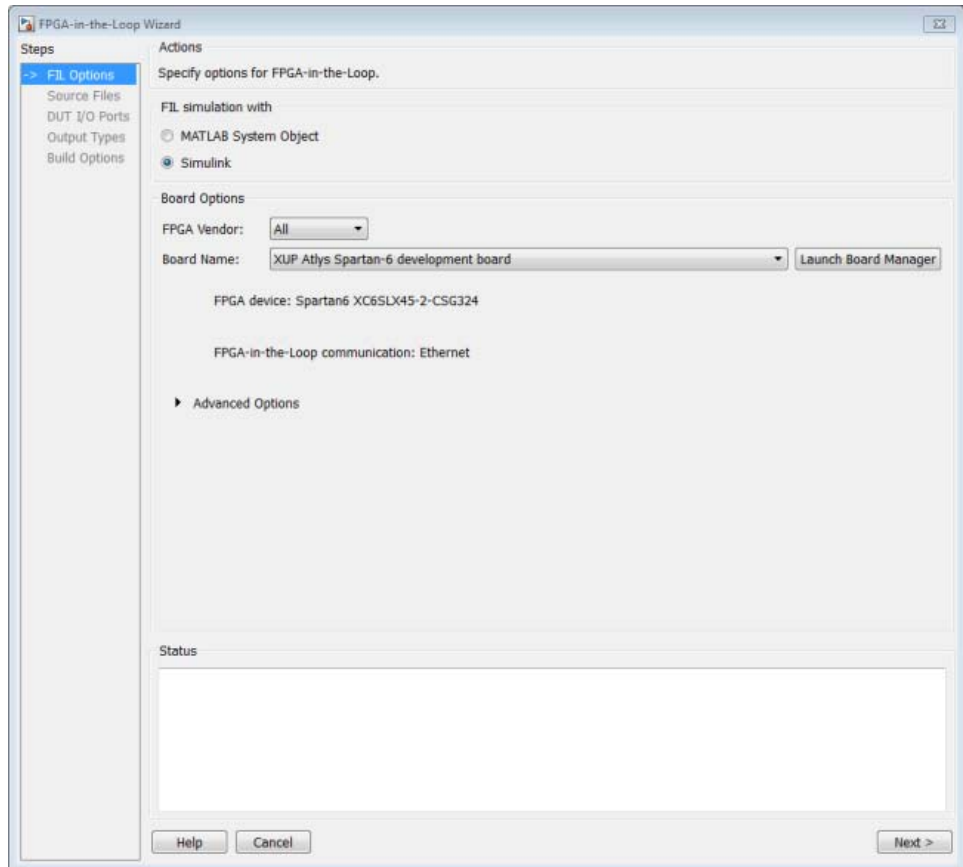 FPGA-in-the-Loop Wizard
Steps
-> FIL Options
Source Files
DUT I/O Ports
Output Types
Build Options
Actions
Specify options for FPGA-in-the-Loop.
FIL simulation with
MATLAB System Object
Simulink
Board Options
FPGA Vendor: All
Board Name: XUP Atlys Spartan-6 development board Launch Board Manager
FPGA device: Spartan6 XC6SLX45-2-CSG324
FPGA-in-the-Loop communication: Ethernet
Advanced Options
Status
Help Cancel Next >